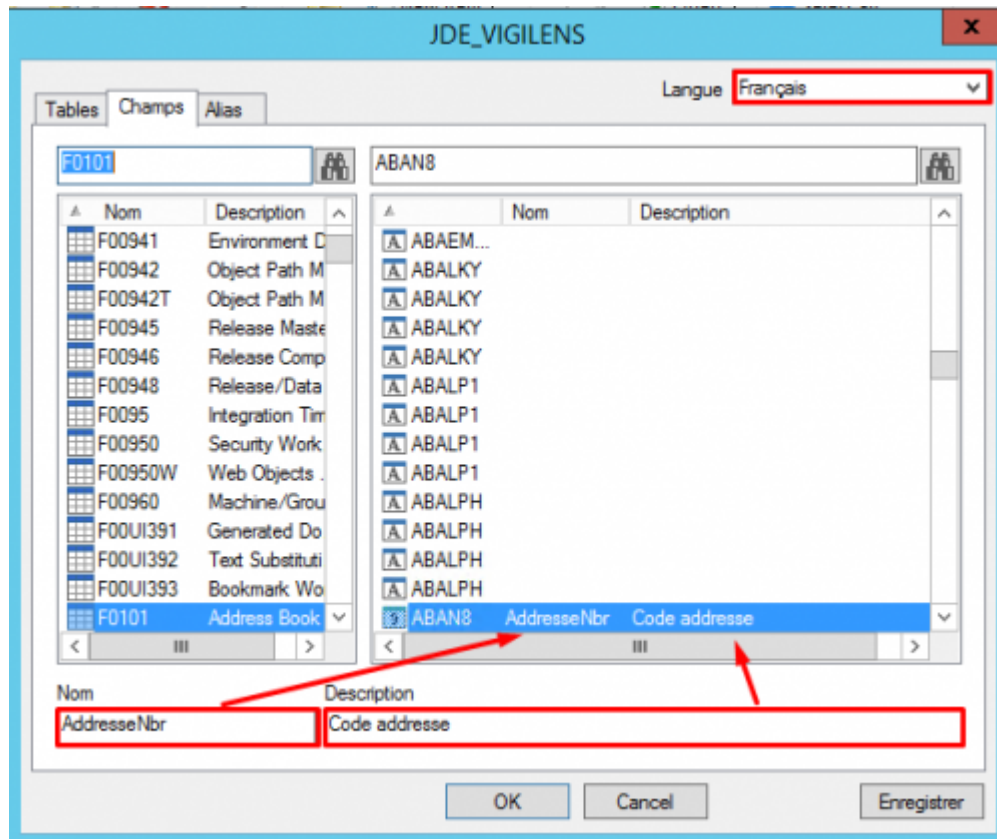 JDE_VIGILENS
x
Langue Français
Tables Champs Alias
F0101 ABAN8
Nom Description Nom Description
F00941 Environment D ABAEM...
F00942 Object Path M ABALKY
F00942T Object Path M ABALKY
F00945 Release Maste ABALKY
F00946 Release Comp ABALKY
F00948 Release/Data ABALP1
F0095 Integration Tim ABALP1
F00950 Security Work ABALP1
F00950W Web Objects . ABALP1
F00960 Machine/Grou ABALPH
F00UI391 Generated Do ABALPH
F00UI392 Text Substituti ABALPH
F00UI393 Bookmark Wo ABALPH
F0101 Address Book ABAN8 AddresseNbr Code addresse
Nom Description
AddresseNbr Code addresse
OK Cancel Enregistrer